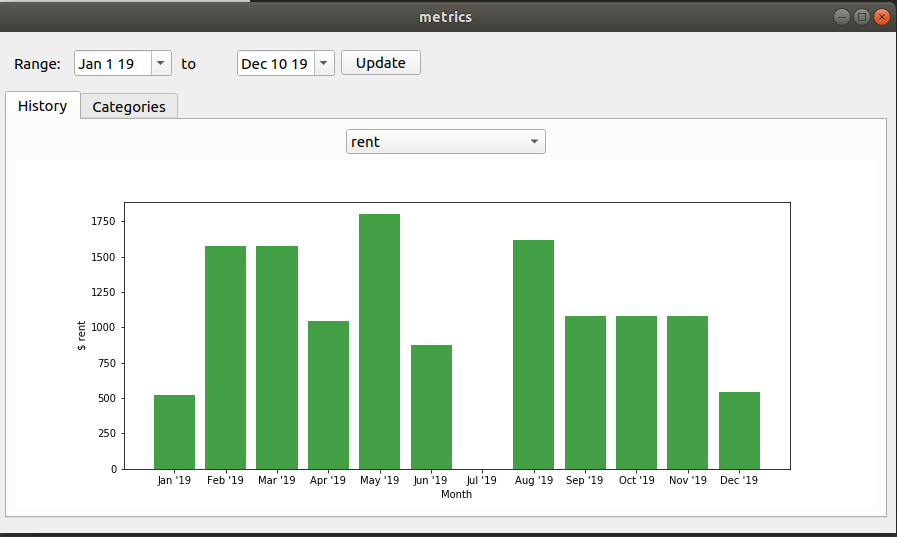 metrics
Range: Jan 1 19 to Dec 10 19 Update
History Categories
rent
1750
1500
1250
1000
750
500
250
0
$ rent
Jan '19 Feb '19 Mar '19 Apr '19 May '19 Jun '19 Jul '19 Aug '19 Sep '19 Oct '19 Nov '19 Dec '19
Month